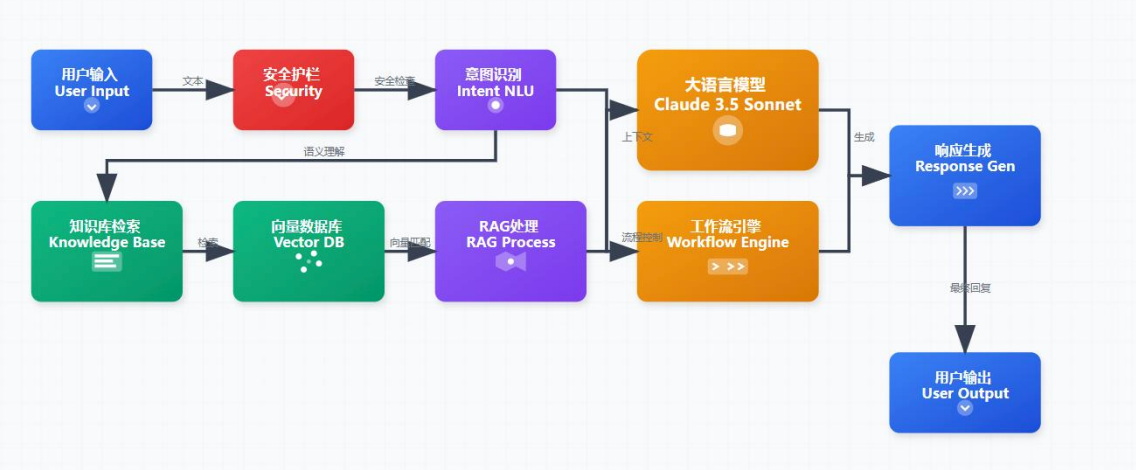 用户输入
User Input
文本
安全护栏
Security
安全检查
意图识别
Intent NLU
大语言模型
Claude 3.5 Sonnet
上下文
生成
响应生成
Response Gen
语义理解
知识库检索
Knowledge Base
检索
向量数据库
Vector DB
向量匹配
RAG处理
RAG Process
流程控制
工作流引擎
Workflow Engine
最终回复
用户输出
User Output